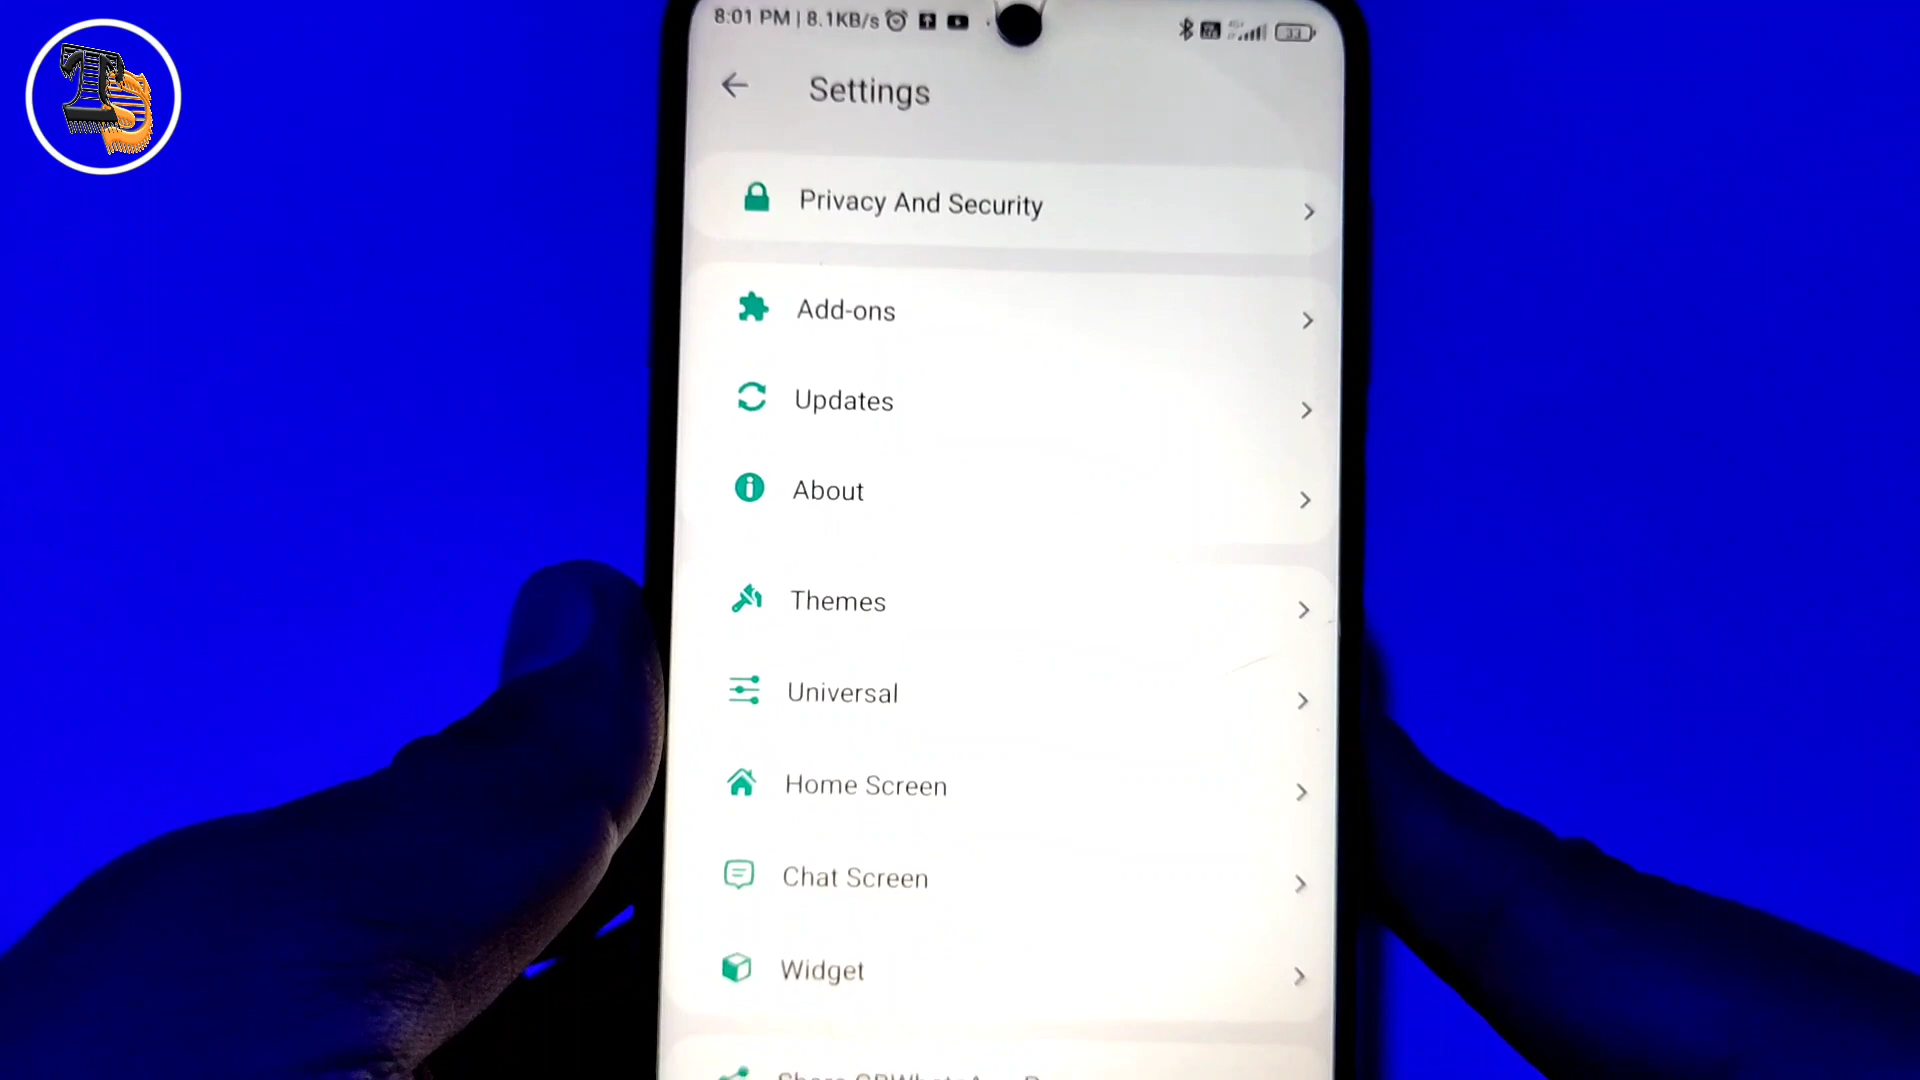 8:01 PM | 8.1KB/s
33
Settings
Privacy And Security
Add-ons
Updates
About
Themes
Universal
Home Screen
Chat Screen
Widget